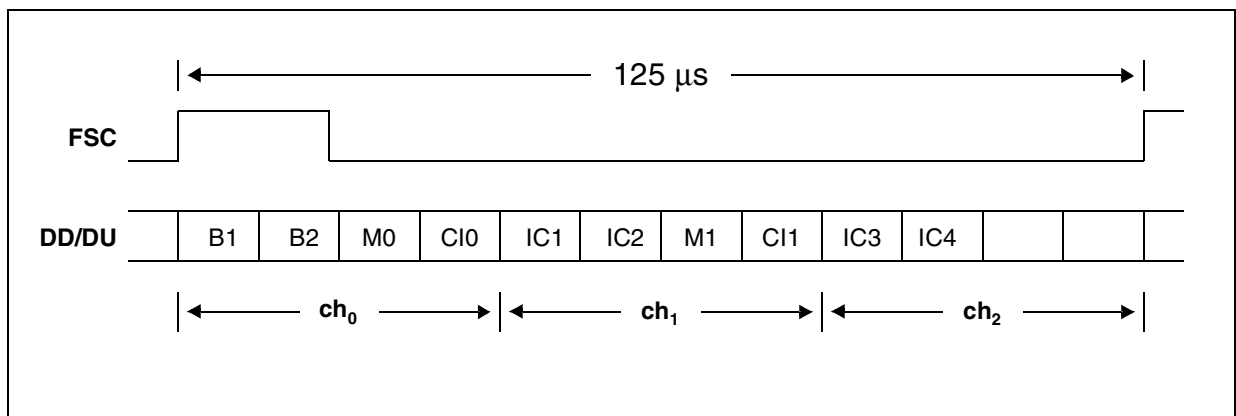 125 μs
FSC
DD/DU B1 B2 M0 CI0 IC1 IC2 M1 CI1 IC3 IC4
ch0 ch1 ch2